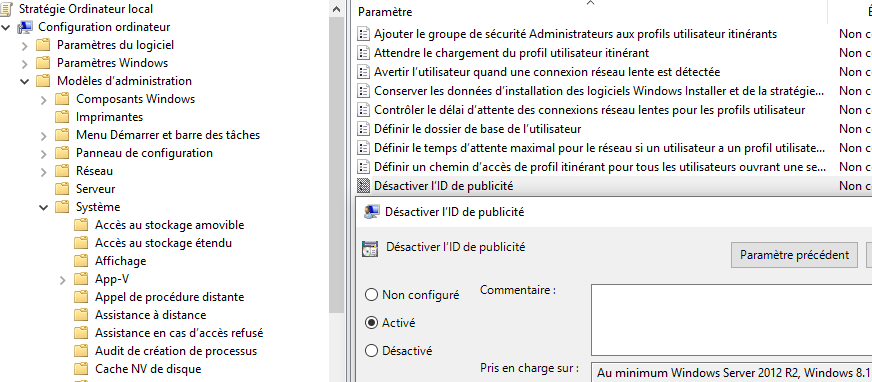 Stratégie Ordinateur local
Configuration ordinateur
Paramètres du logiciel
Paramètres Windows
Modèles d'administration
Composants Windows
Imprimantes
Menu Démarrer et barre des tâches
Panneau de configuration
Réseau
Serveur
Système
Accès au stockage amovible
Accès au stockage étendu
Affichage
App-V
Appel de procédure distante
Assistance à distance
Assistance en cas d'accès refusé
Audit de création de processus
Cache NV de disque
Paramètre
Ajouter le groupe de sécurité Administrateurs aux profils utilisateur itinérants Non c
Attendre le chargement du profil utilisateur itinérant Non c
Avertir l'utilisateur quand une connexion réseau lente est détectée Non c
Conserver les données d'installation des logiciels Windows Installer et de la stratégie... Non c
Contrôler le délai d'attente des connexions réseau lentes pour les profils utilisateur Non c
Définir le dossier de base de l'utilisateur Non c
Définir le temps d'attente maximal pour le réseau si un utilisateur a un profil utilisate... Non c
Définir un chemin d'accès de profil itinérant pour tous les utilisateurs ouvrant une se... Non c
Désactiver l'ID de publicité Non c
Désactiver l'ID de publicité
Désactiver l'ID de publicité
Paramètre précédent
Non configuré
Commentaire :
Activé
Désactivé
Pris en charge sur :
Au minimum Windows Server 2012 R2, Windows 8.1